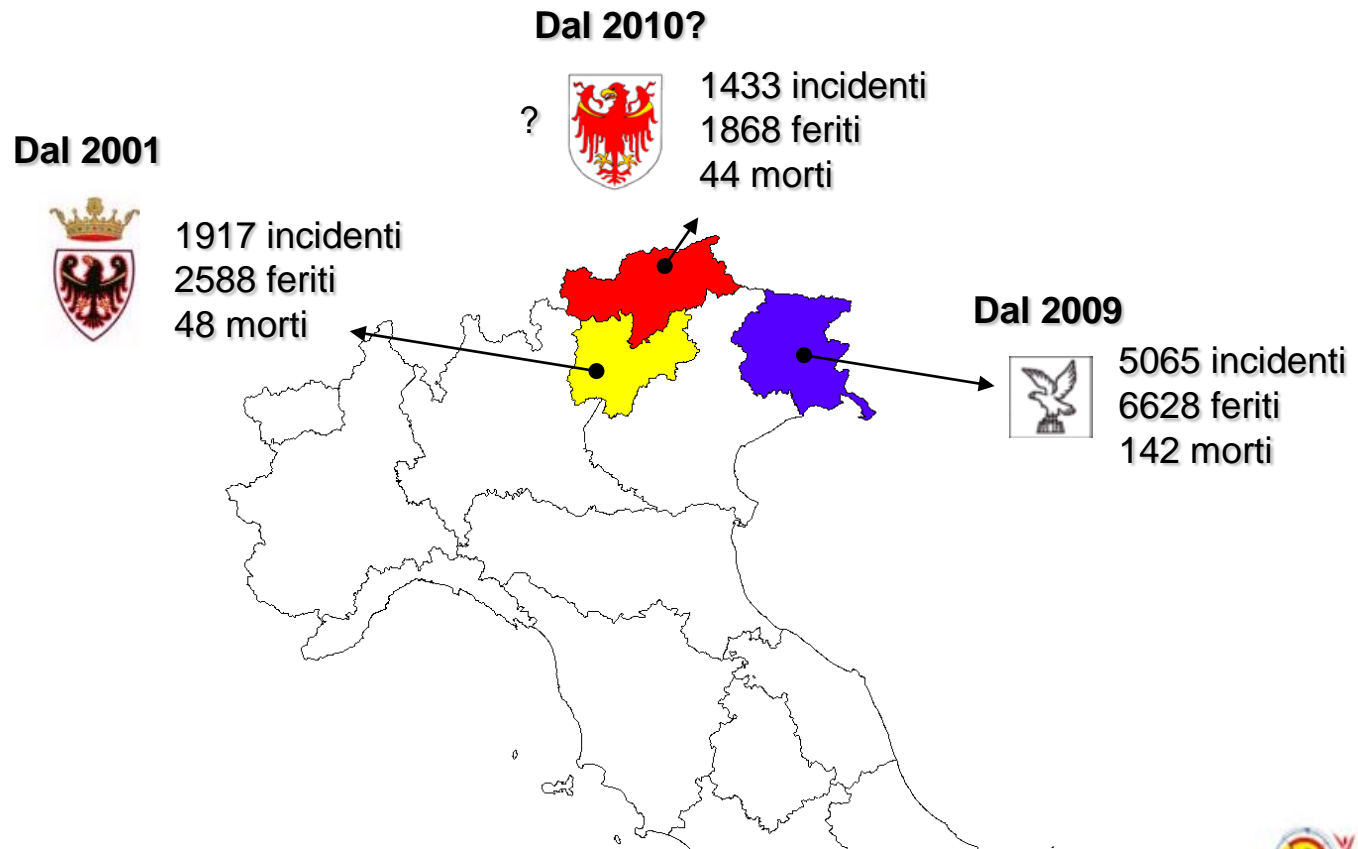 Dal 2010?
?
1433 incidenti
1868 feriti
44 morti
Dal 2001
1917 incidenti
2588 feriti
48 morti
Dal 2009
5065 incidenti
6628 feriti
142 morti